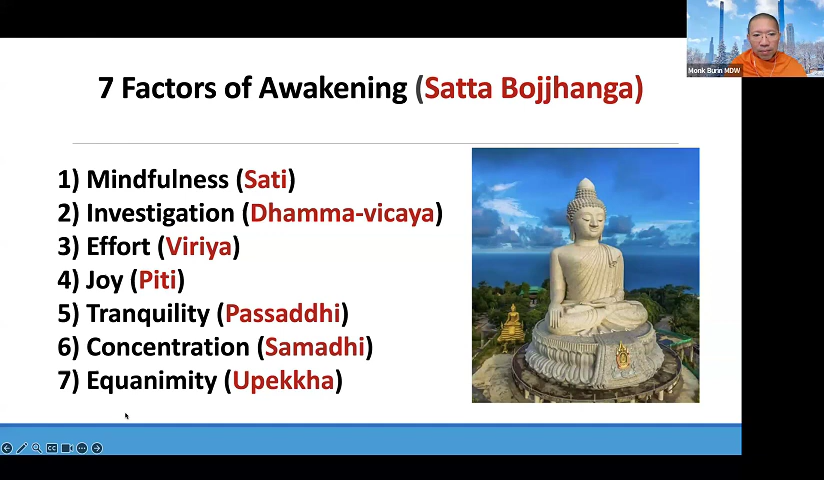 Monk Burin MDW
7 Factors of Awakening (Satta Bojjhanga)
1) Mindfulness (Sati)
2) Investigation (Dhamma-vicaya)
3) Effort (Viriya)
4) Joy (Piti)
5) Tranquility (Passaddhi)
6) Concentration (Samadhi)
7) Equanimity (Upekkha)
CC